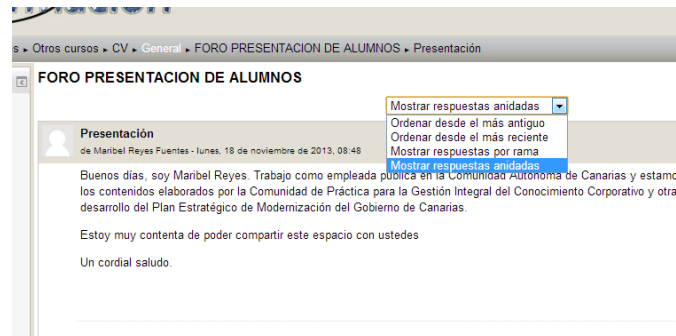 s ▸ Otros cursos ▸ CV ▸ General ▸ FORO PRESENTACION DE ALUMNOS ▸ Presentación
FORO PRESENTACION DE ALUMNOS
Mostrar respuestas anidadas
Ordenar desde el más antiguo
Ordenar desde el más reciente
Mostrar respuestas por rama
Mostrar respuestas anidadas
Presentación
de Maribel Reyes Fuentes - lunes, 18 de noviembre de 2013, 08:48
Buenos días, soy Maribel Reyes. Trabajo como empleada pública en la Comunidad Autónoma de Canarias y estamo
los contenidos elaborados por la Comunidad de Práctica para la Gestión Integral del Conocimiento Corporativo y otra
desarrollo del Plan Estratégico de Modernización del Gobierno de Canarias.
Estoy muy contenta de poder compartir este espacio con ustedes
Un cordial saludo.